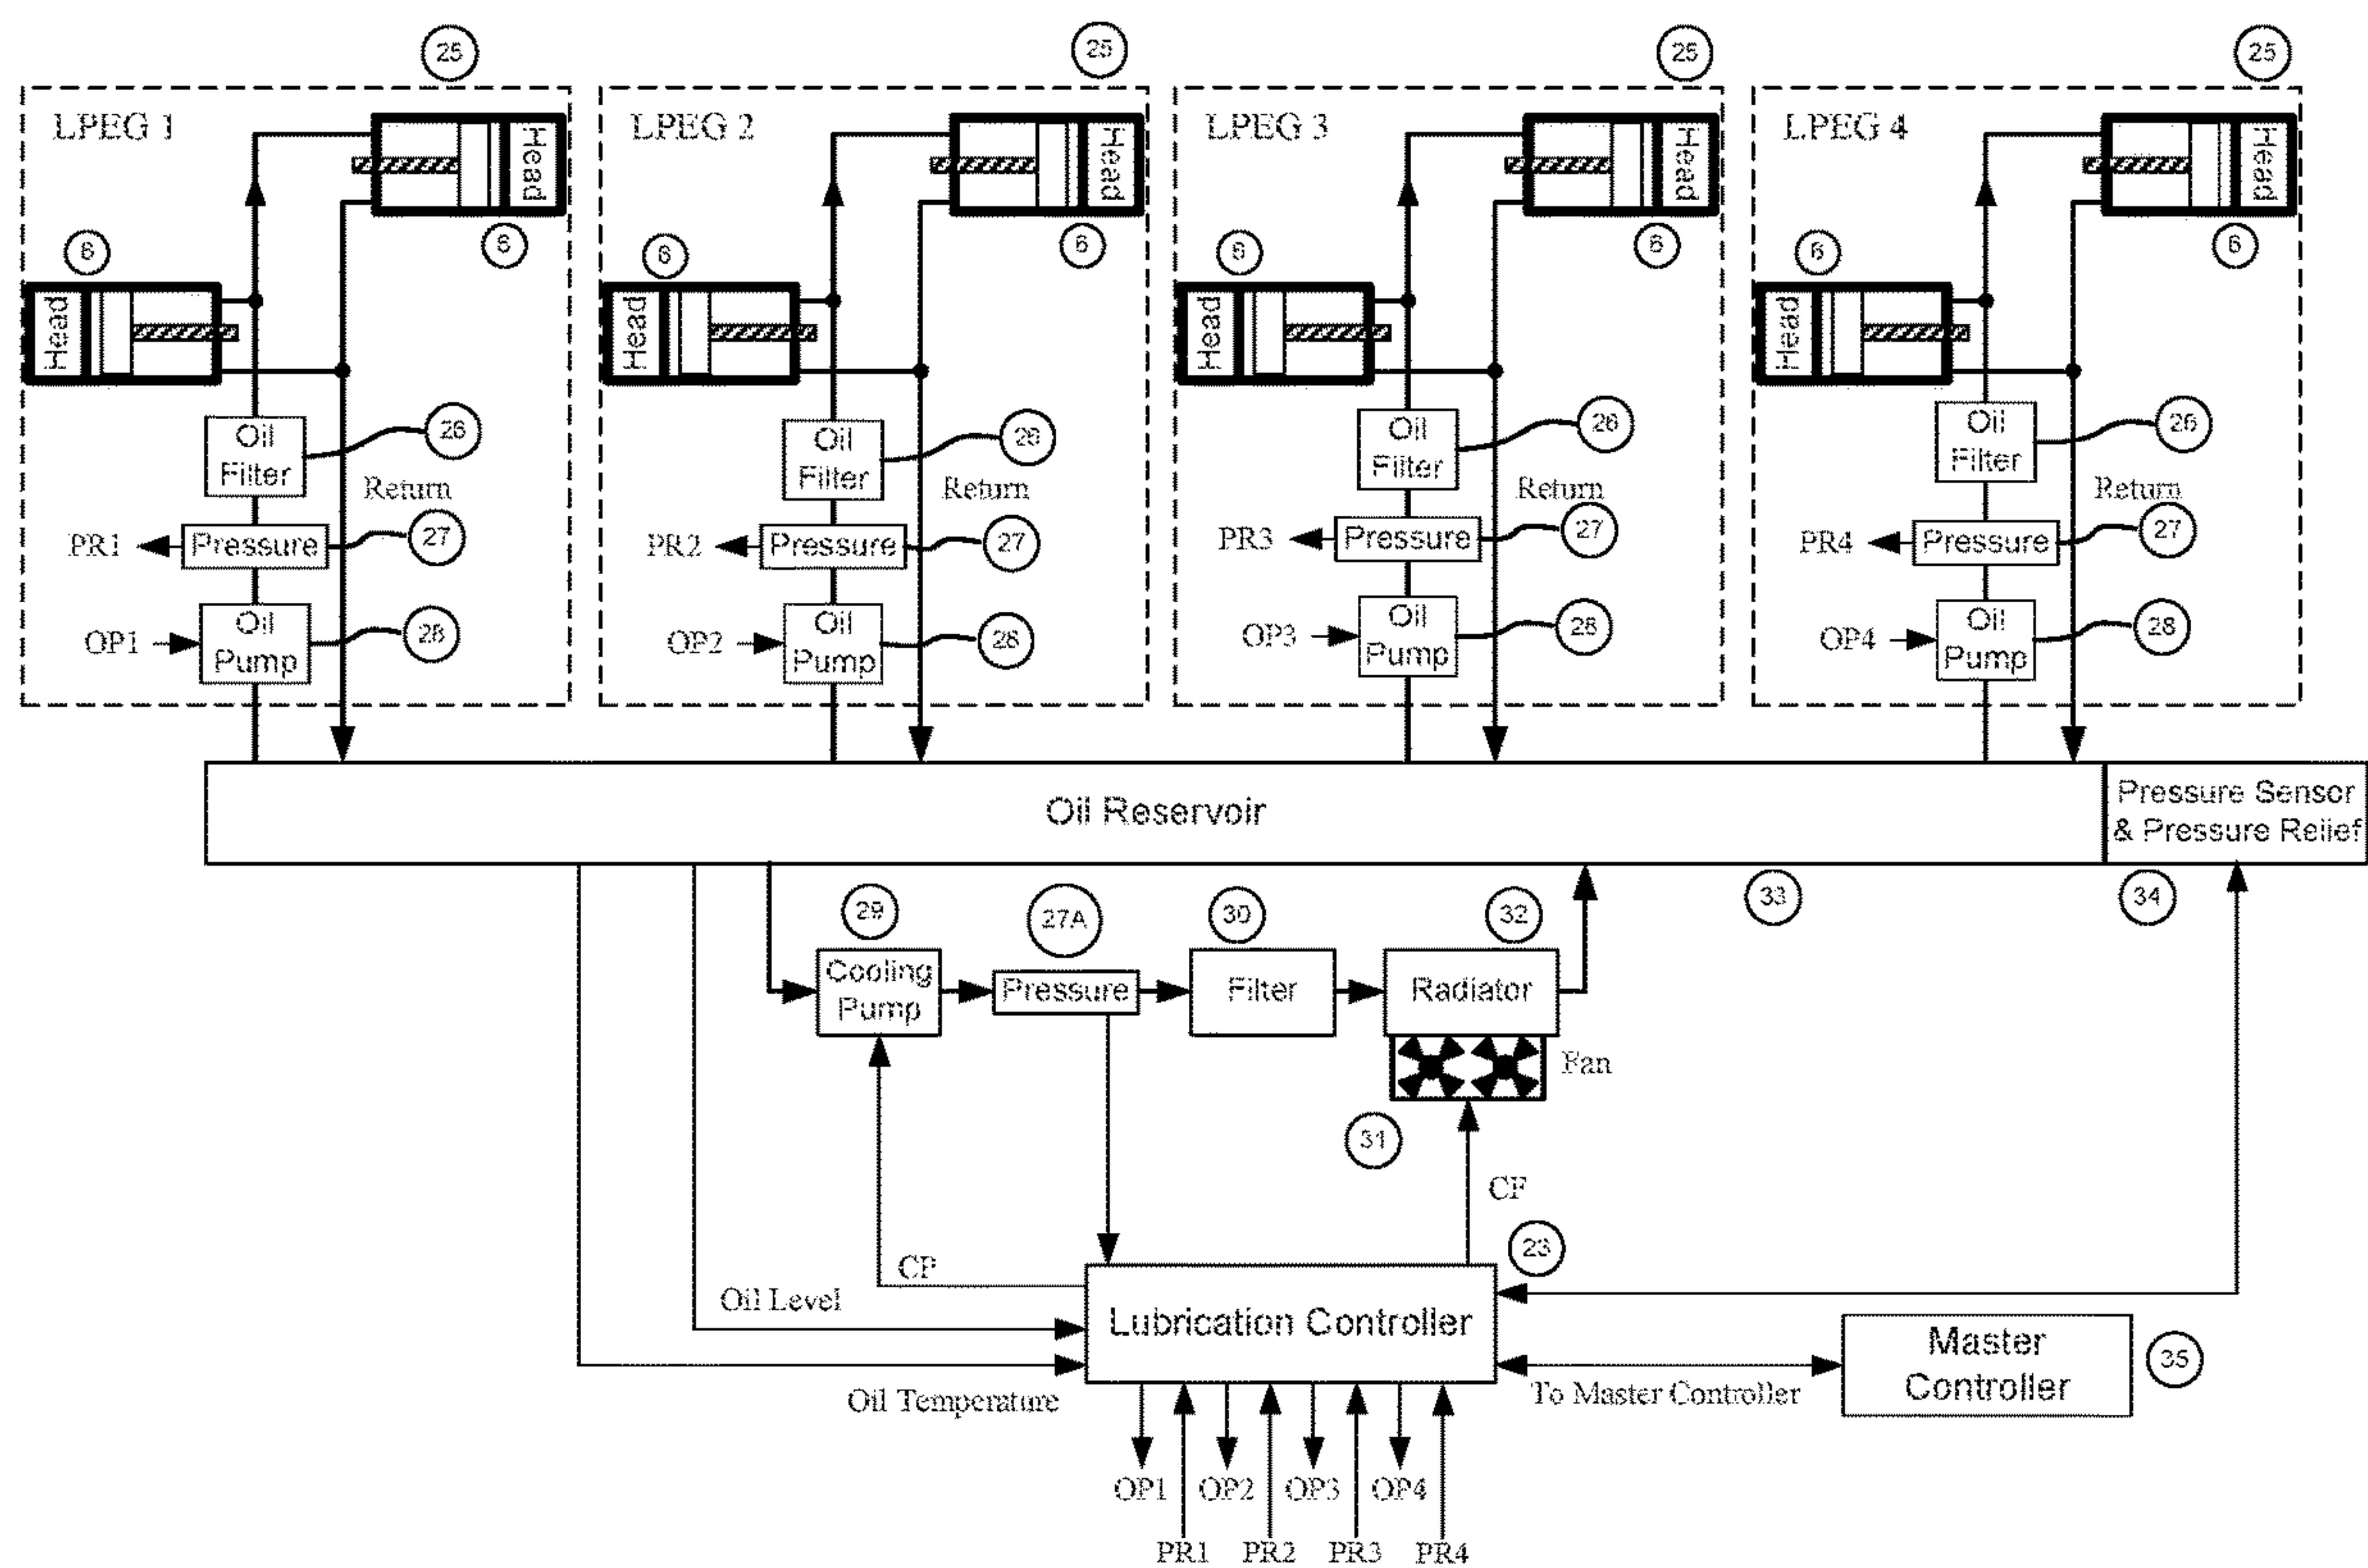 25
25
25
25
LPEG 1
Head
LPEG 2
Head
LPEG 3
Head
LPEG 4
Head
6
6
6
6
6
6
6
6
Head
Head
Head
Head
Oil
Filter
26
Oil
Filter
26
Oil
Filter
26
Oil
Filter
26
Return
Return
Return
Return
PR1
Pressure
27
PR2
Pressure
27
PR3
Pressure
27
PR4
Pressure
27
OP1
Oil
Pump
28
OP2
Oil
Pump
28
OP3
Oil
Pump
28
OP4
Oil
Pump
28
Oil Reservoir
Pressure Sensor
& Pressure Relief
29
27A
30
32
33
34
Cooling
Pump
Pressure
Filter
Radiator
Fan
31
CF
23
CP
Oil Level
Lubrication Controller
Master
Controller
35
Oil Temperature
To Master Controller
OP1 OP2 OP3 OP4
PR1 PR2 PR3 PR4